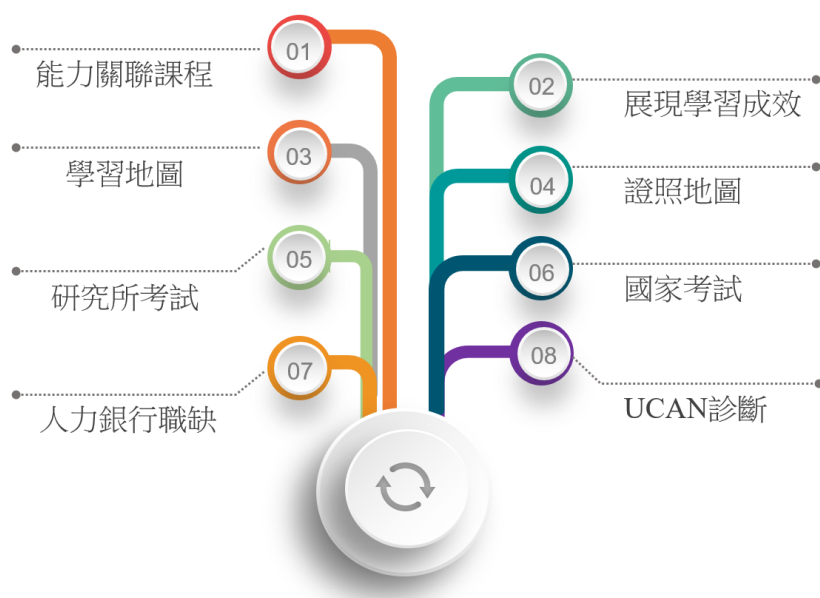 01
能力關聯課程
02
展現學習成效
03
學習地圖
04
證照地圖
05
研究所考試
06
國家考試
07
人力銀行職缺
08
UCAN診斷